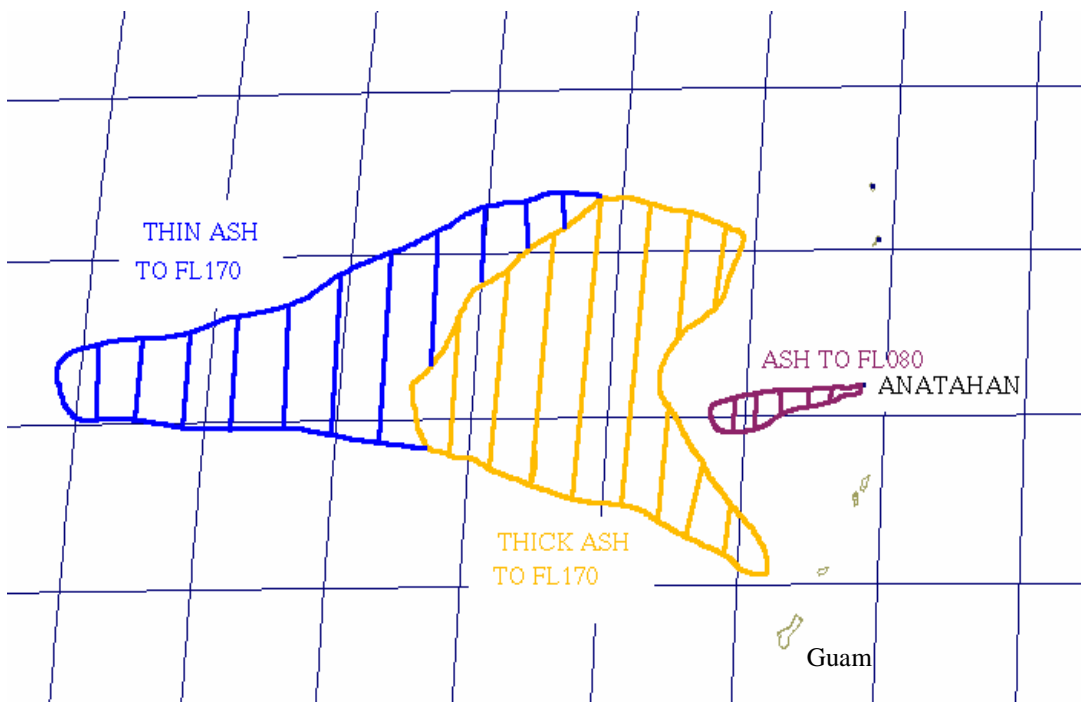 THIN ASH
TO FL170
ASH TO FL080
ANATAHAN
THICK ASH
TO FL170
Guam